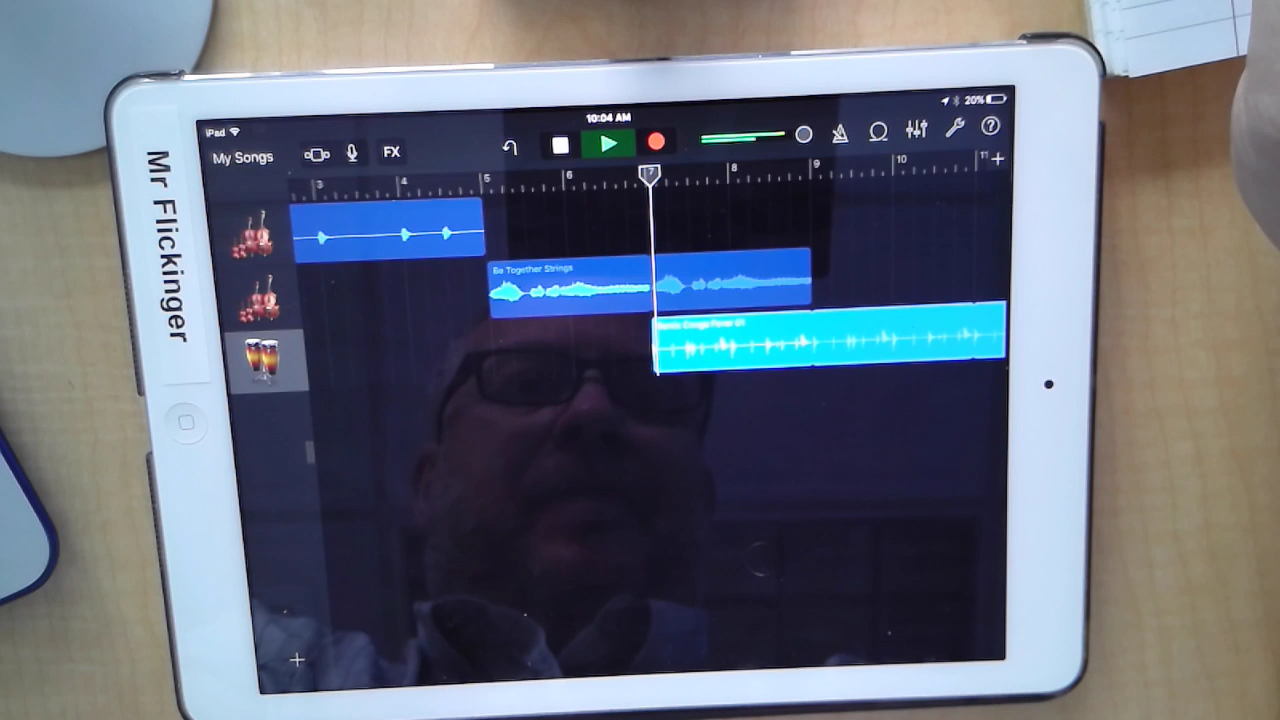 Mr Flickinger
iPad
10:04 AM
20%
My Songs
FX
3 4 5 6 7 8 9 10 11
Be Together Strings